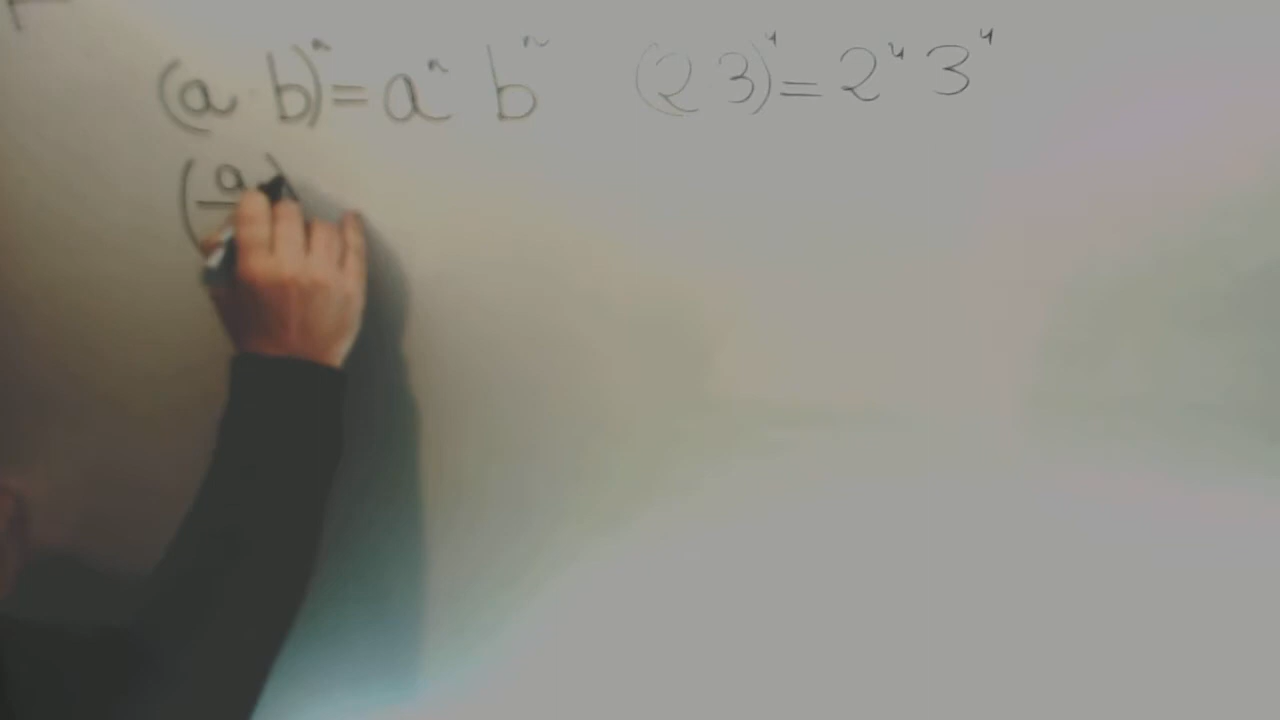 (a b)ⁿ = aⁿ bⁿ (2 3)⁴ = 2⁴ 3⁴
(a